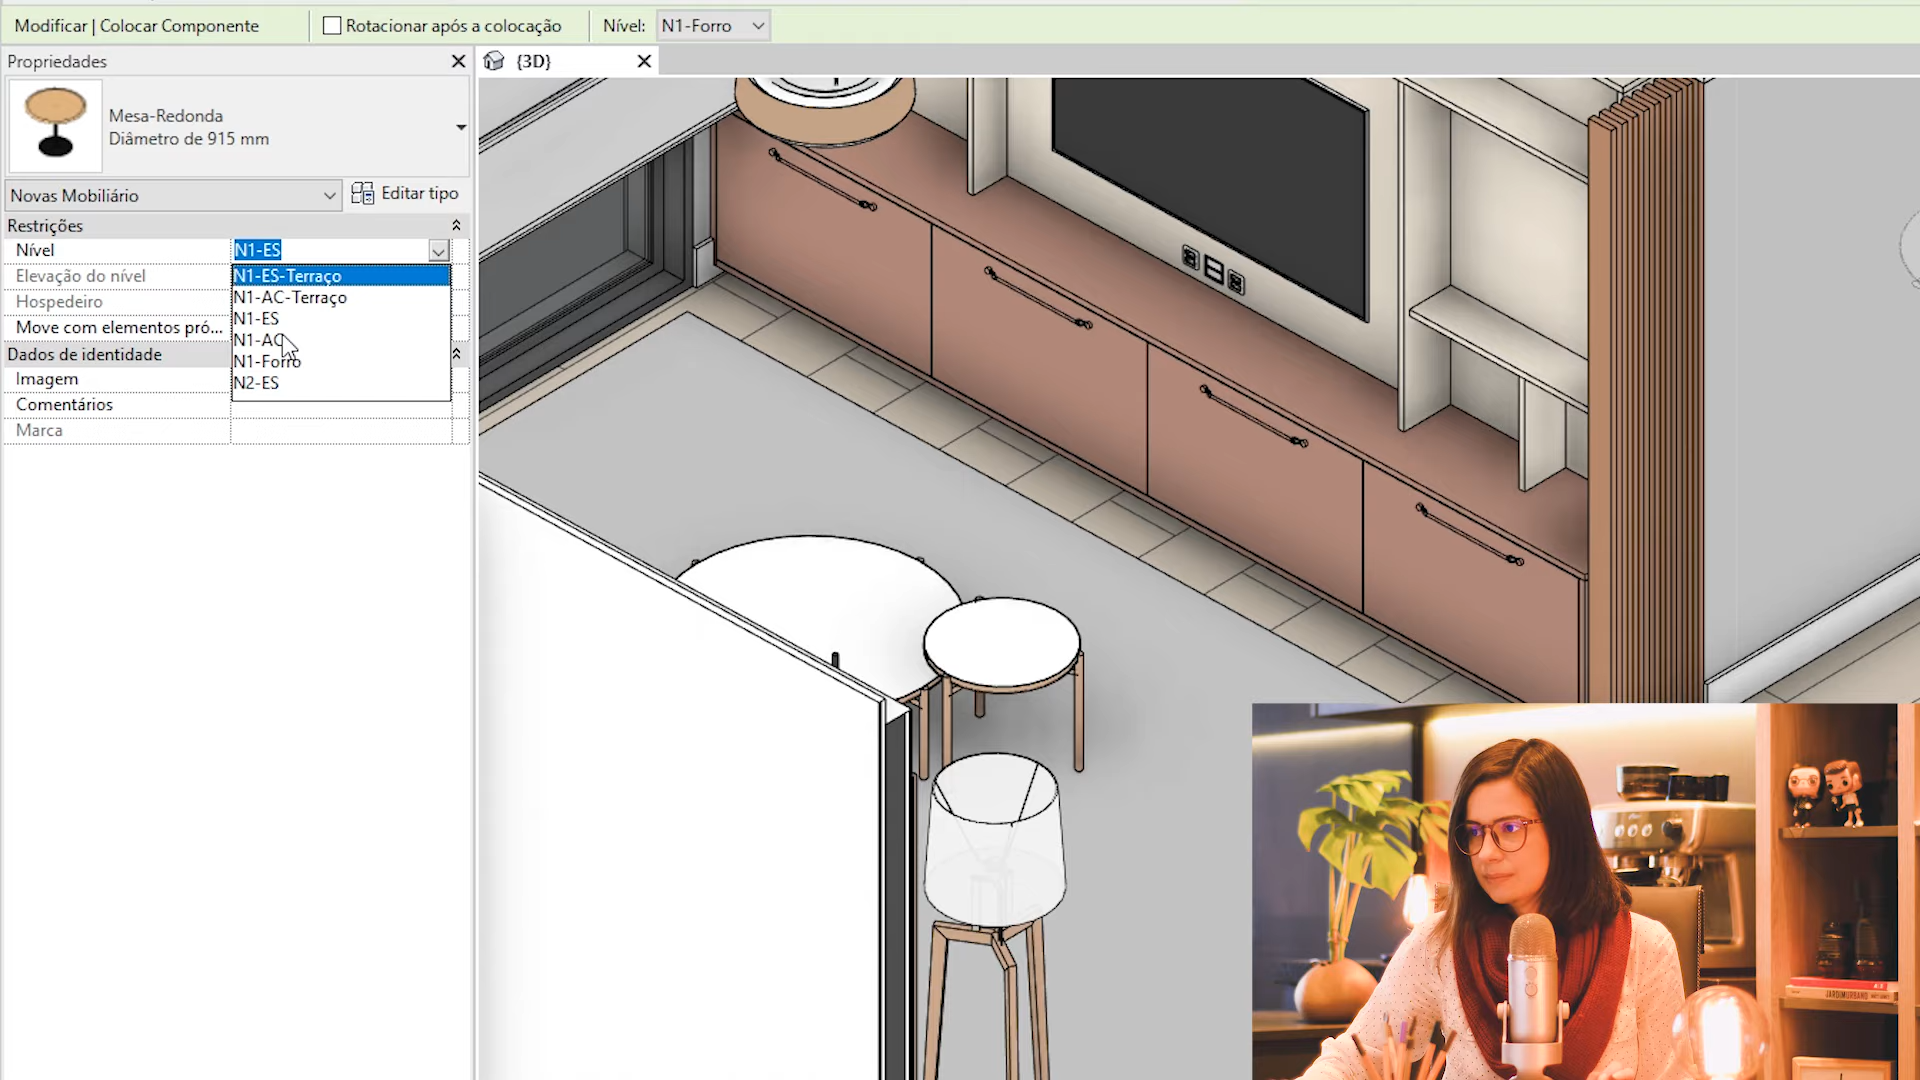 Modificar | Colocar Componente
Rotacionar após a colocação
Nível:
N1-Forro
Propriedades
{3D}
Mesa-Redonda
Diâmetro de 915 mm
Novas Mobiliário
Editar tipo
Restrições
Nível
N1-ES
Elevação do nível
N1-ES-Terraço
N1-AC-Terraço
Hospedeiro
N1-ES
Move com elementos pró...
N1-AC
Dados de identidade
N1-Forro
Imagem
N2-ES
Comentários
Marca
JARDIM URBANO